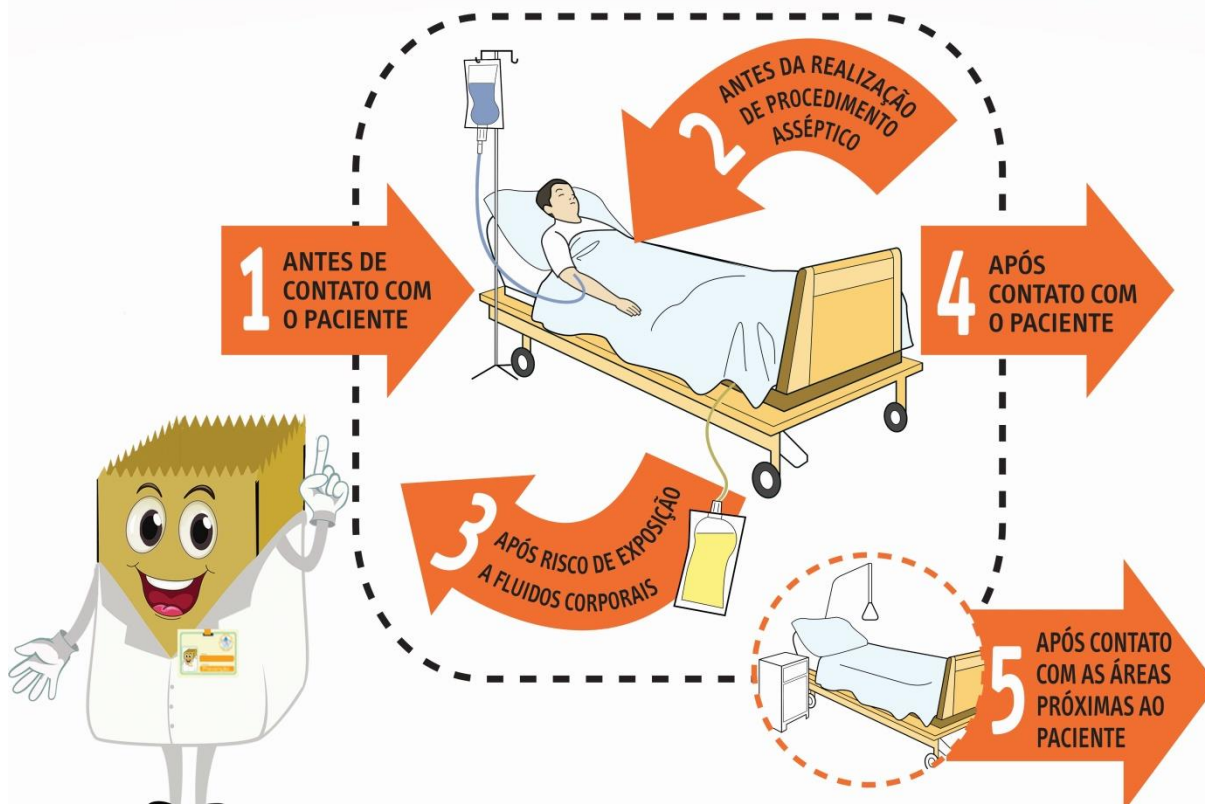 1
ANTES DE
CONTATO COM
O PACIENTE
2
ANTES DA REALIZAÇÃO
DE PROCEDIMENTO
ASSÉPTICO
3
APÓS RISCO DE EXPOSIÇÃO
A FLUIDOS CORPORAIS
4
APÓS
CONTATO COM
O PACIENTE
5
APÓS CONTATO
COM AS ÁREAS
PRÓXIMAS AO
PACIENTE